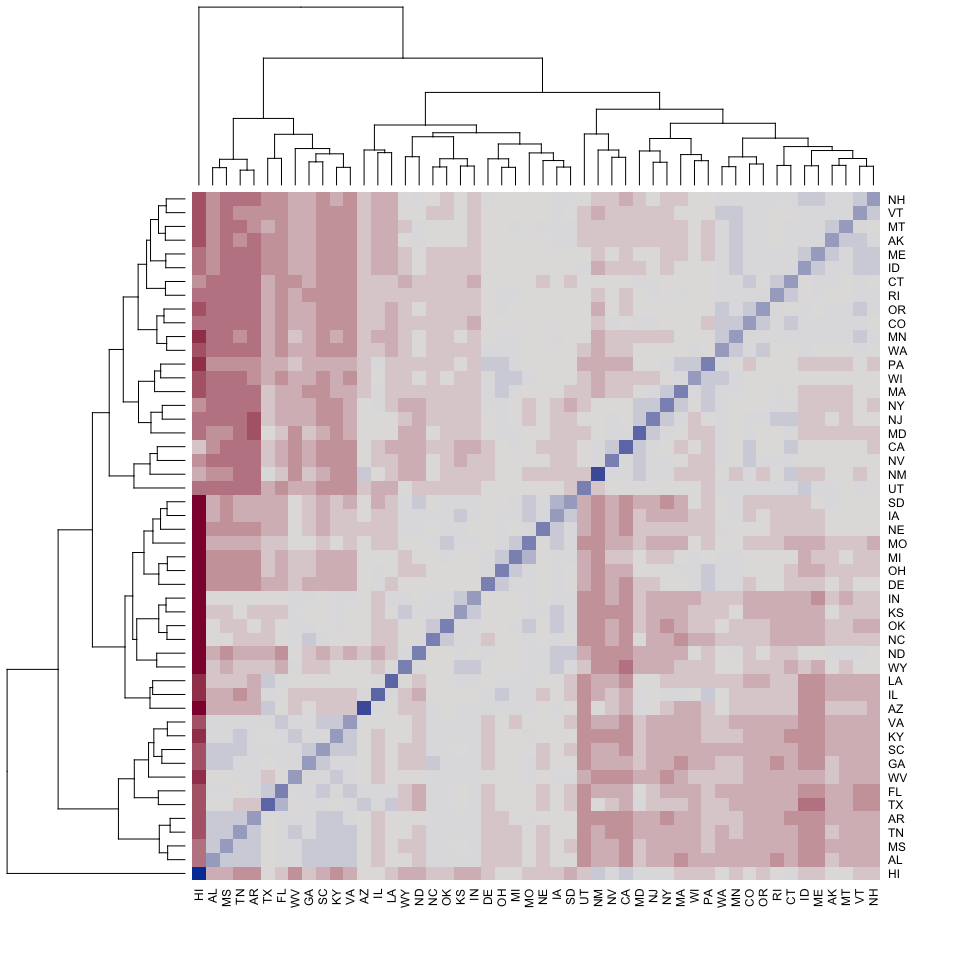 NH
VT
MT
AK
ME
ID
CT
RI
OR
CO
MN
WA
PA
WI
MA
NY
NJ
MD
CA
NV
NM
UT
SD
IA
NE
MO
MI
OH
DE
IN
KS
OK
NC
ND
WY
LA
IL
AZ
VA
KY
SC
GA
WV
FL
TX
AR
TN
MS
AL
HI
HI
AL
MS
TN
AR
TX
FL
WV
GA
SC
KY
VA
AZ
IL
LA
WY
ND
NC
OK
KS
IN
DE
OH
MI
MO
NE
IA
SD
UT
NM
NV
CA
MD
NJ
NY
MA
WI
PA
WA
MN
CO
OR
RI
CT
ID
ME
AK
MT
VT
NH